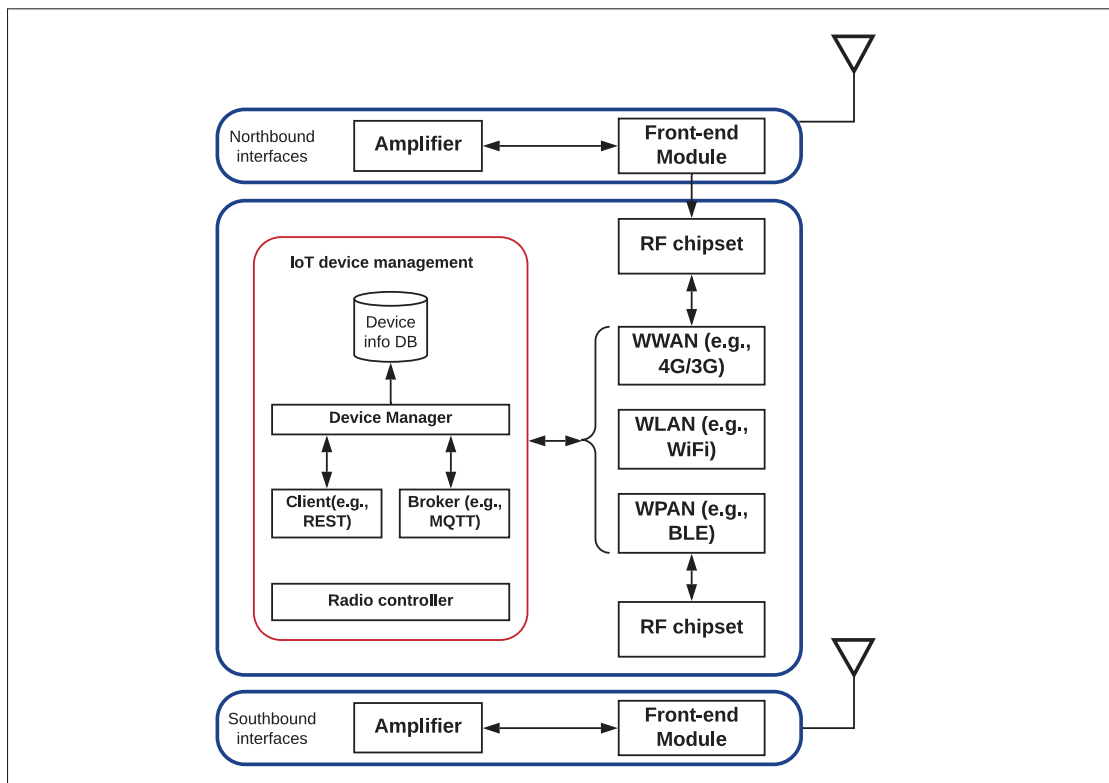 Northbound
interfaces
Amplifier
Front-end
Module
RF chipset
IoT device management
Device
info DB
WWAN (e.g.,
4G/3G)
Device Manager
WLAN (e.g.,
WiFi)
Client(e.g.,
REST)
Broker (e.g.,
MQTT)
WPAN (e.g.,
BLE)
Radio controller
RF chipset
Southbound
interfaces
Amplifier
Front-end
Module